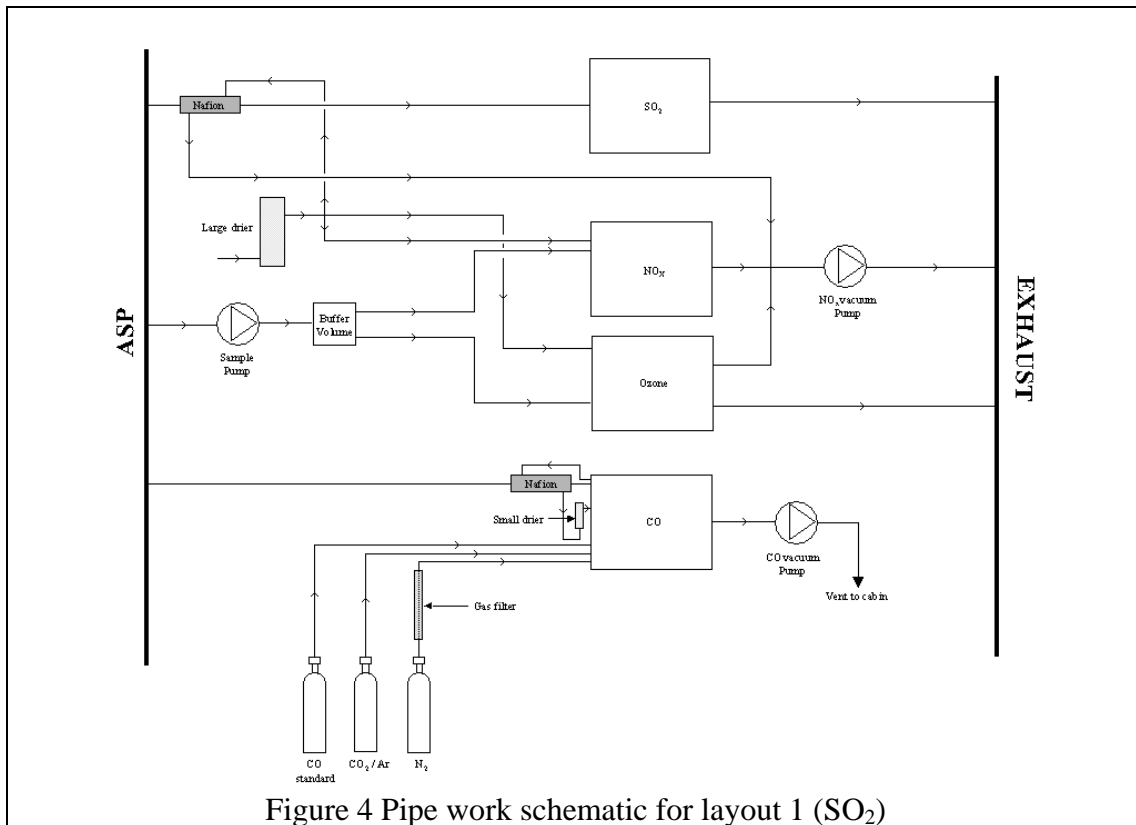 Nafion
SO₂
Large drier
NOₓ
NOₓ vacuum
Pump
ASP
Buffer
Volume
Sample
Pump
Ozone
EXHAUST
Nafion
Small drier
CO
CO vacuum
Pump
Vent to cabin
Gas filter
CO
standard
CO₂ / Ar
N₂
Figure 4 Pipe work schematic for layout 1 (SO₂)